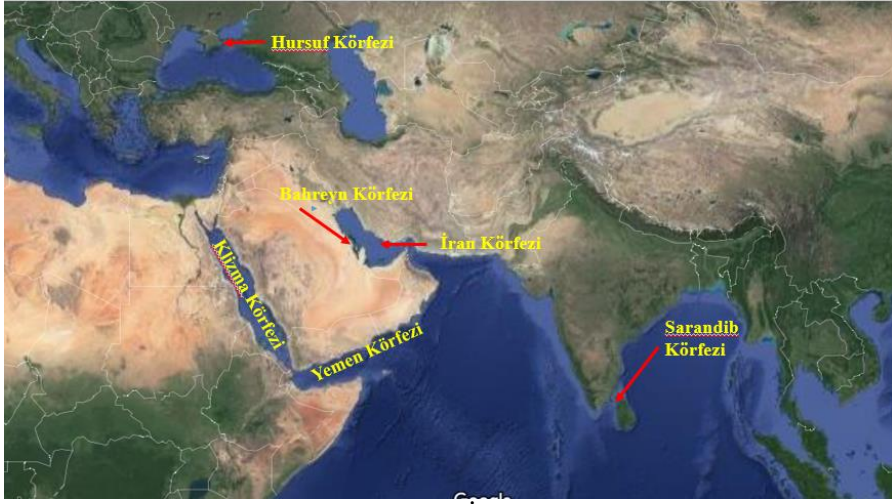 Hursuf Körfezi
Bahreyn Körfezi
İran Körfezi
Klizma Körfezi
Yemen Körfezi
Sarandib
Körfezi
Google